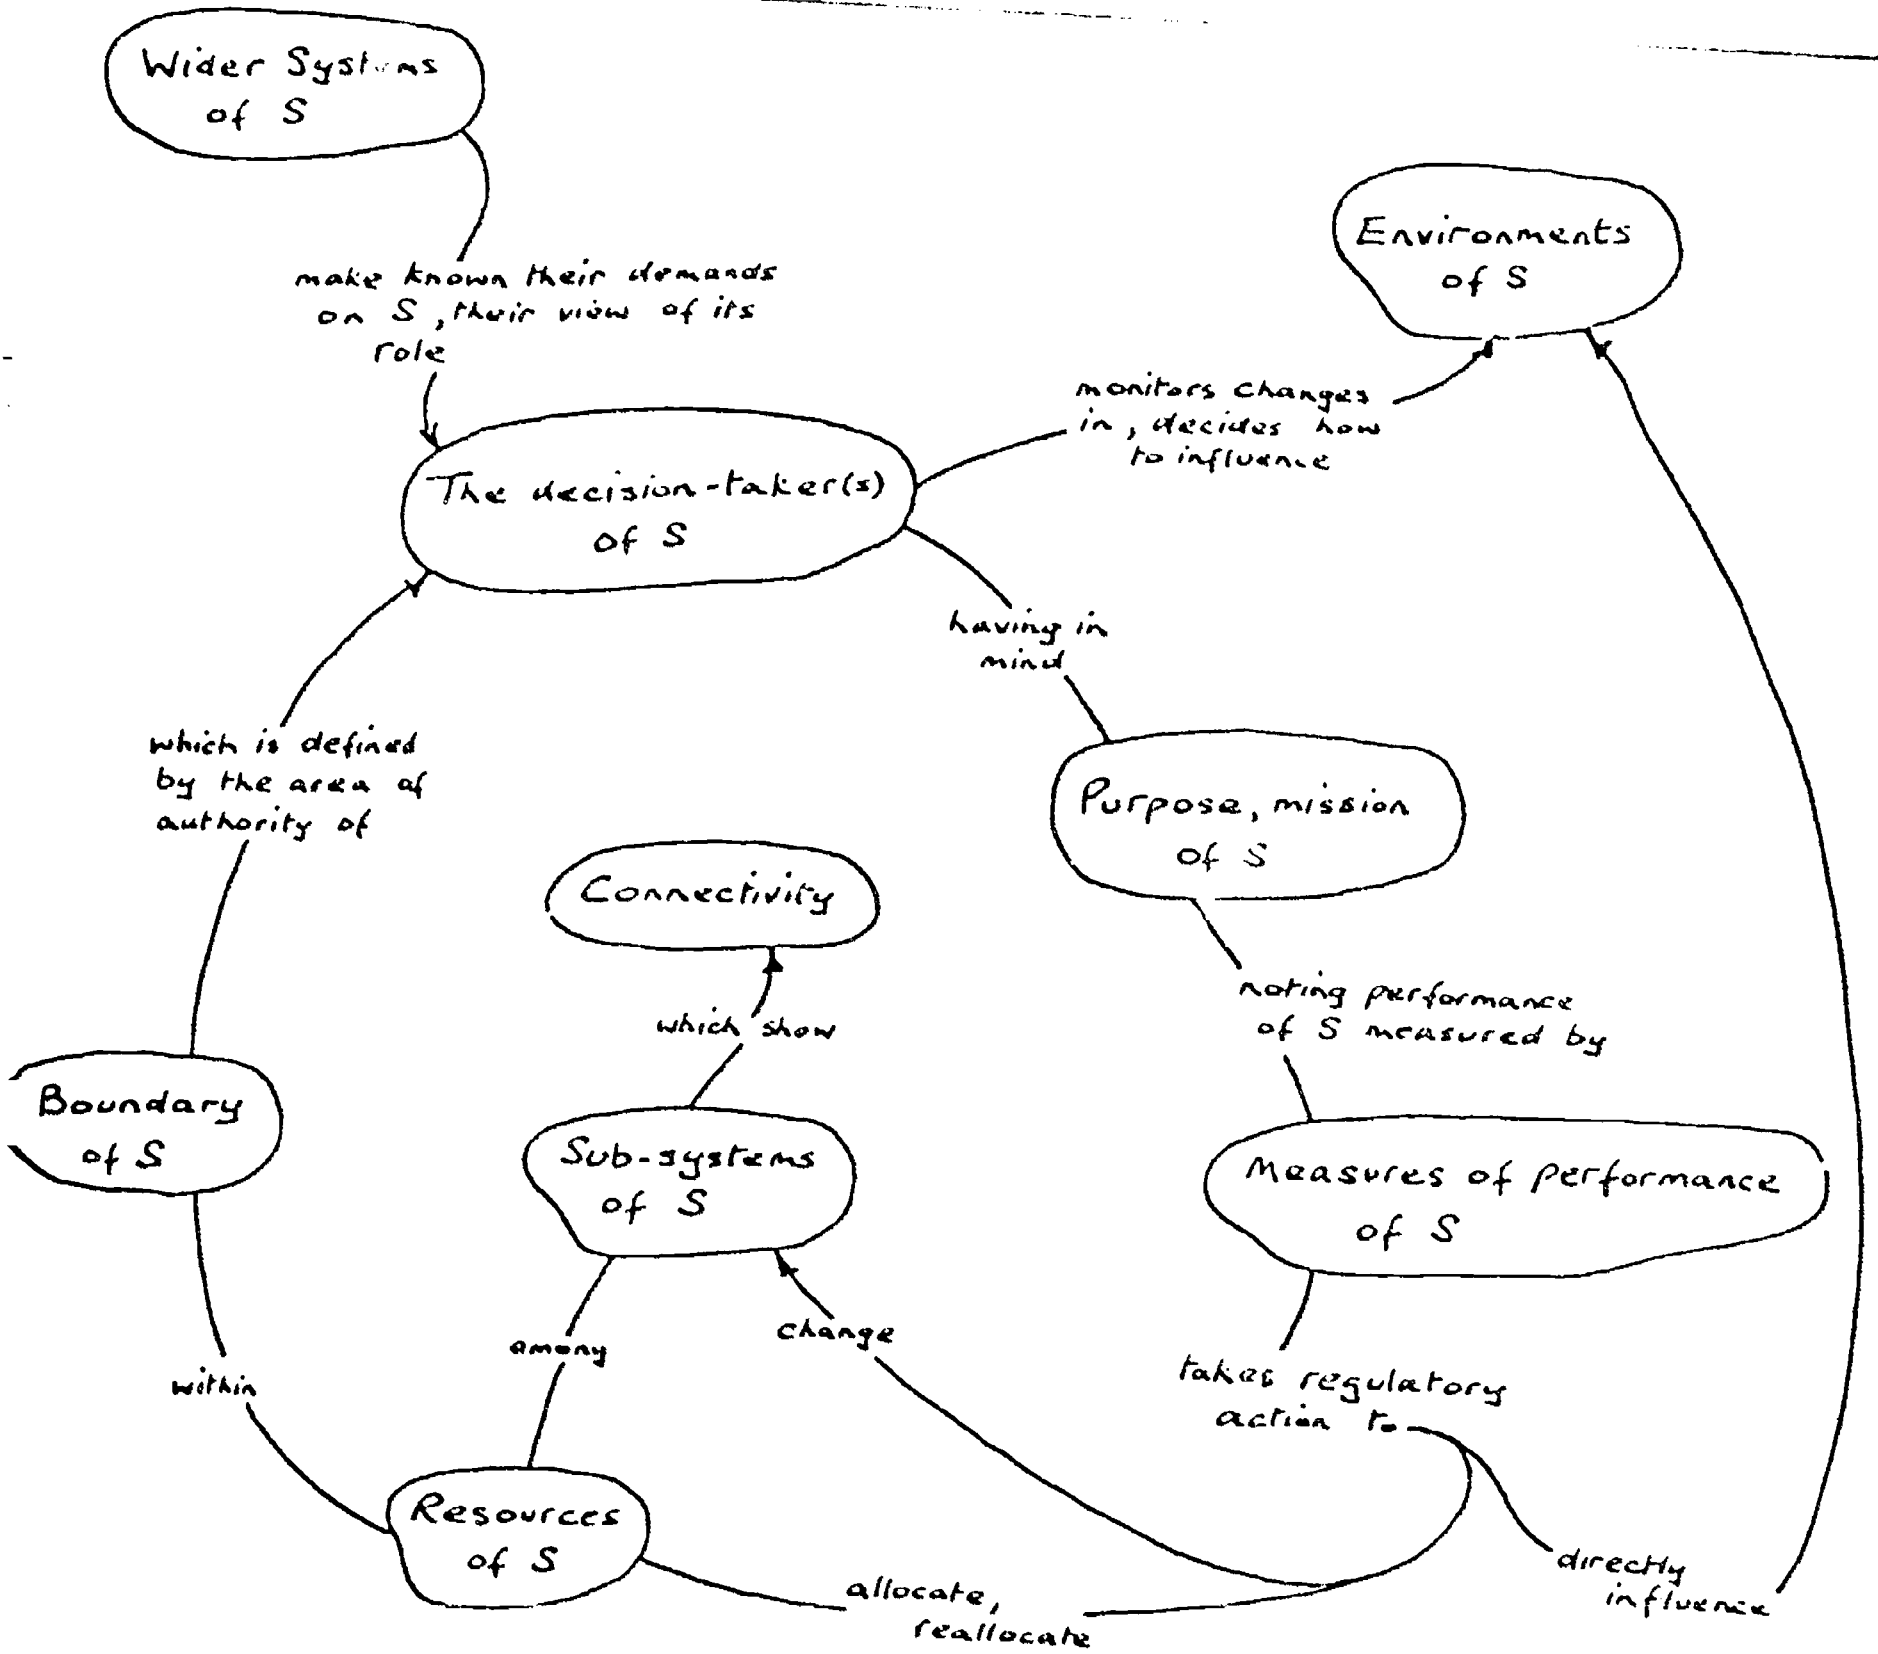 Wider Systems
of S
make known their demands
on S, their view of its
role
Environments
of S
monitors changes
in, decides how
to influence
The decision-taker(s)
of S
having in
mind
which is defined
by the area of
authority of
Purpose, mission
of S
Connectivity
which show
noting performance
of S measured by
Boundary
of S
Sub-systems
of S
Measures of performance
of S
among
change
within
takes regulatory
action to
Resources
of S
allocate,
reallocate
directly
influence